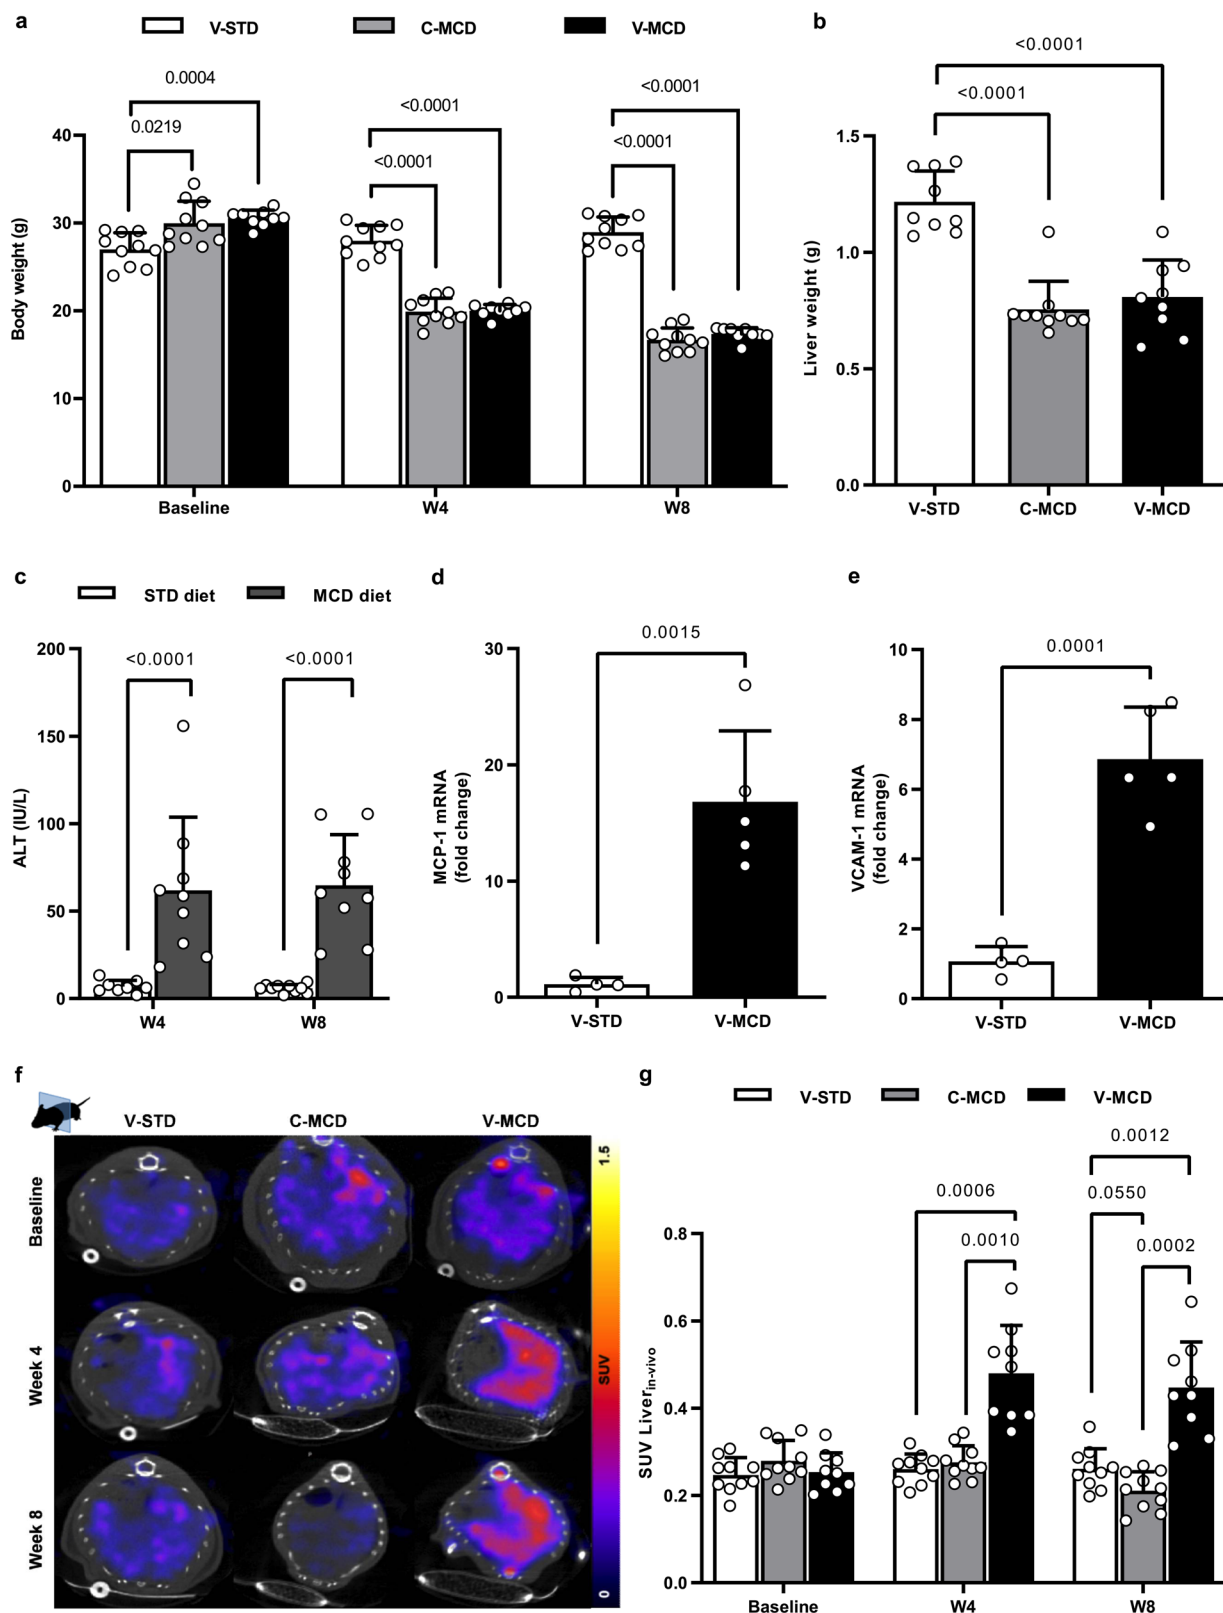 a
V-STD
C-MCD
V-MCD
0.0004
0.0219
<0.0001
<0.0001
<0.0001
<0.0001
Body weight (g)
40
30
20
10
0
Baseline
W4
W8
b
<0.0001
<0.0001
Liver weight (g)
1.5
1.0
0.5
0.0
V-STD
C-MCD
V-MCD
c
STD diet
MCD diet
<0.0001
<0.0001
ALT (IU/L)
200
150
100
50
0
W4
W8
d
0.0015
MCP-1 mRNA
(fold change)
30
20
10
0
V-STD
V-MCD
e
0.0001
VCAM-1 mRNA
(fold change)
10
8
6
4
2
0
V-STD
V-MCD
f
V-STD
C-MCD
V-MCD
Baseline
Week 4
Week 8
1.5
SUV
0
g
V-STD
C-MCD
V-MCD
0.0012
0.0006
0.0550
0.0010
0.0002
SUV Liverin-vivo
0.8
0.6
0.4
0.2
0.0
Baseline
W4
W8